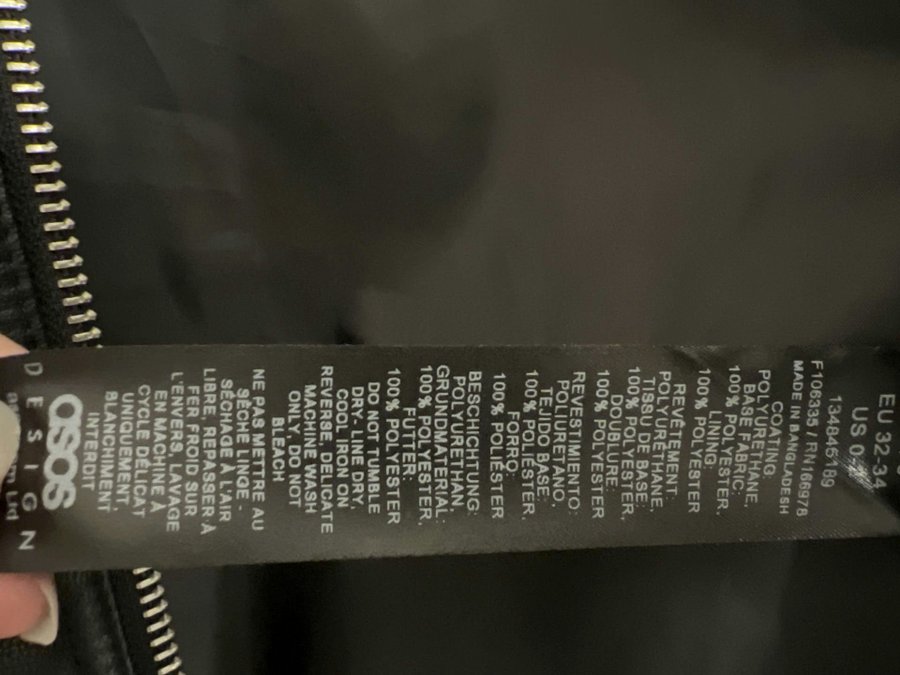 EU 32-34
US 0
134845189
F106335 / RN166978
MADE IN BANGLADESH
COATING:
POLYURETHANE,
BASE FABRIC:
100% POLYESTER,
LINING:
100% POLYESTER
REVÊTEMENT:
POLYURÉTHANE,
TISSU DE BASE:
100% POLYESTER,
DOUBLURE:
100% POLYESTER
REVESTIMIENTO:
POLIURETANO,
TEJIDO BASE:
100% POLIÉSTER,
FORRO:
100% POLIÉSTER
BESCHICHTUNG:
POLYURETHAN,
GRUNDMATERIAL:
100% POLYESTER,
FUTTER:
100% POLYESTER
DO NOT TUMBLE
DRY- LINE DRY,
COOL IRON ON
REVERSE, DELICATE
MACHINE WASH
ONLY, DO NOT
BLEACH
NE PAS METTRE AU
SÈCHE LINGE -
SÉCHAGE À L'AIR
LIBRE, REPASSER À
FER FROID SUR
L'ENVERS, LAVAGE
EN MACHINE À
CYCLE DÉLICAT
UNIQUEMENT,
BLANCHIMENT
INTERDIT
asos
DESIGN